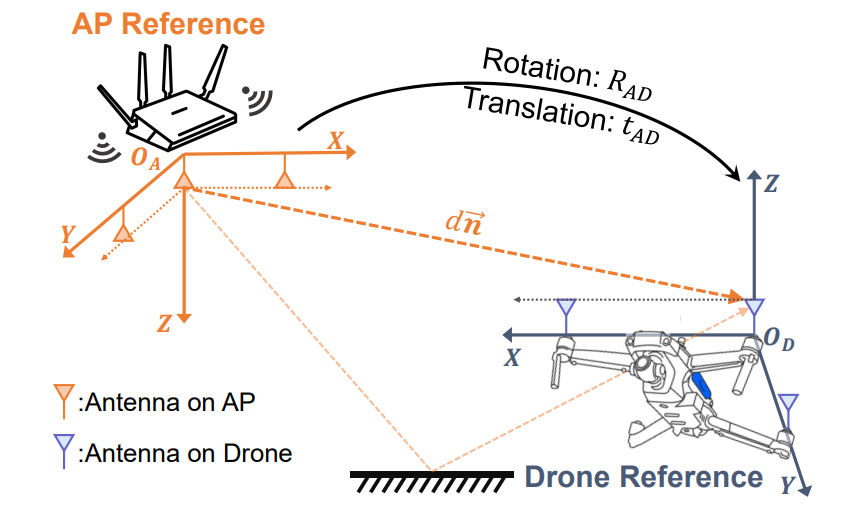 AP Reference
Rotation: R_AD
Translation: t_AD
O_A
X
Z
Y
dn⃗
Z
O_D
X
:Antenna on AP
:Antenna on Drone
Drone Reference
Y